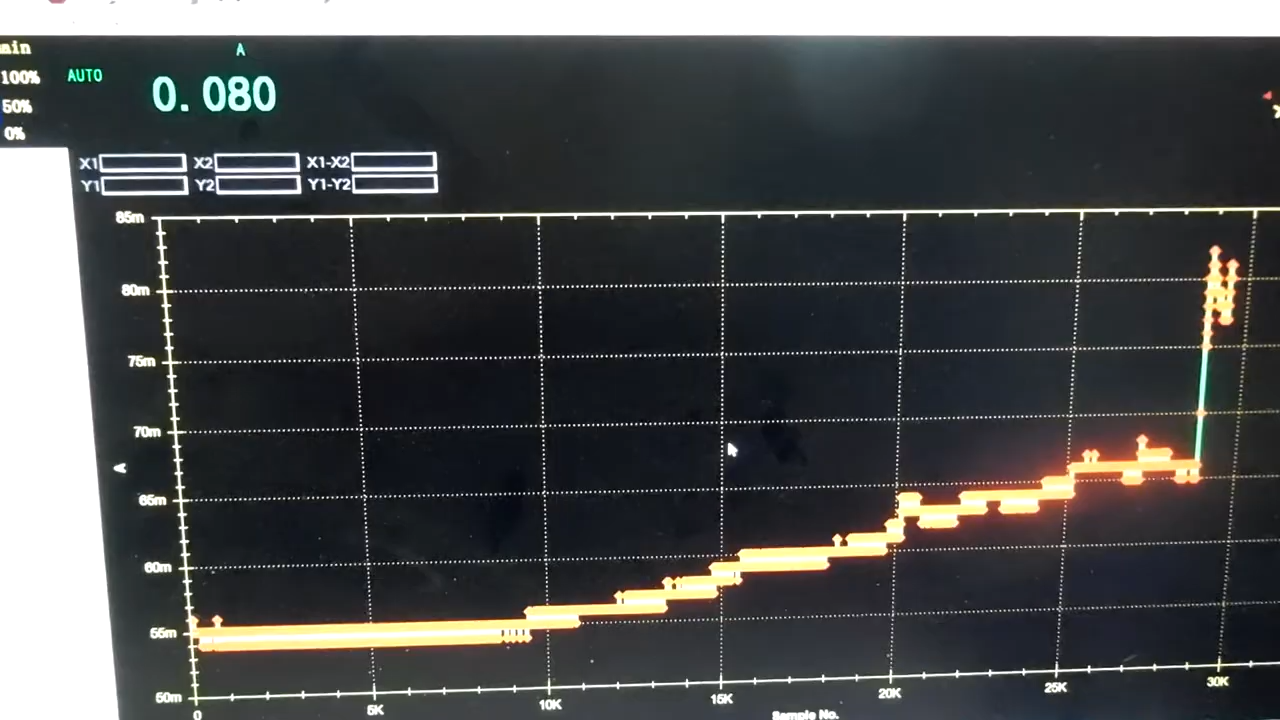 A
100% AUTO 0.080
50%
0%
X1 X2 X1-X2
Y1 Y2 Y1-Y2
85m
80m
75m
70m
A
65m
60m
55m
50m
0 5K 10K 15K 20K 25K 30K
Sample No.